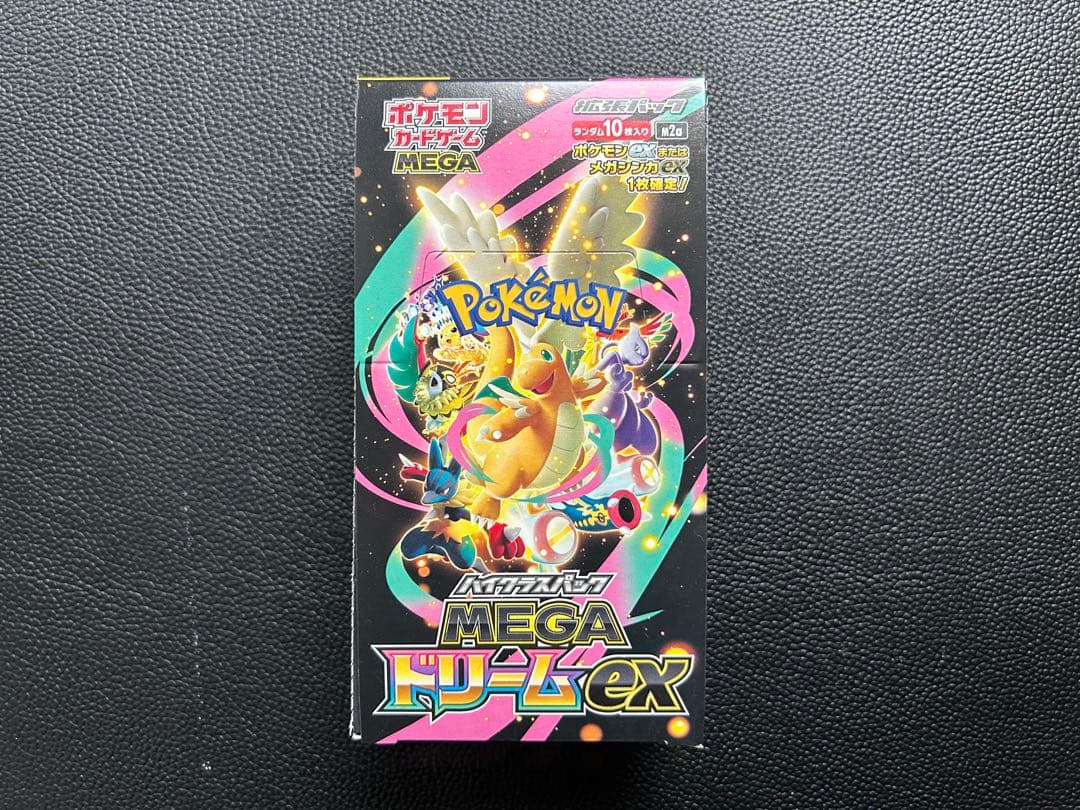 ポケモン
カードゲーム
MEGA
拡張パック
ランダム10枚入り M2a
ポケモンexまたは
メガシンカex
1枚確定!
POKéMON
ハイクラスパック
MEGA
ドリームex